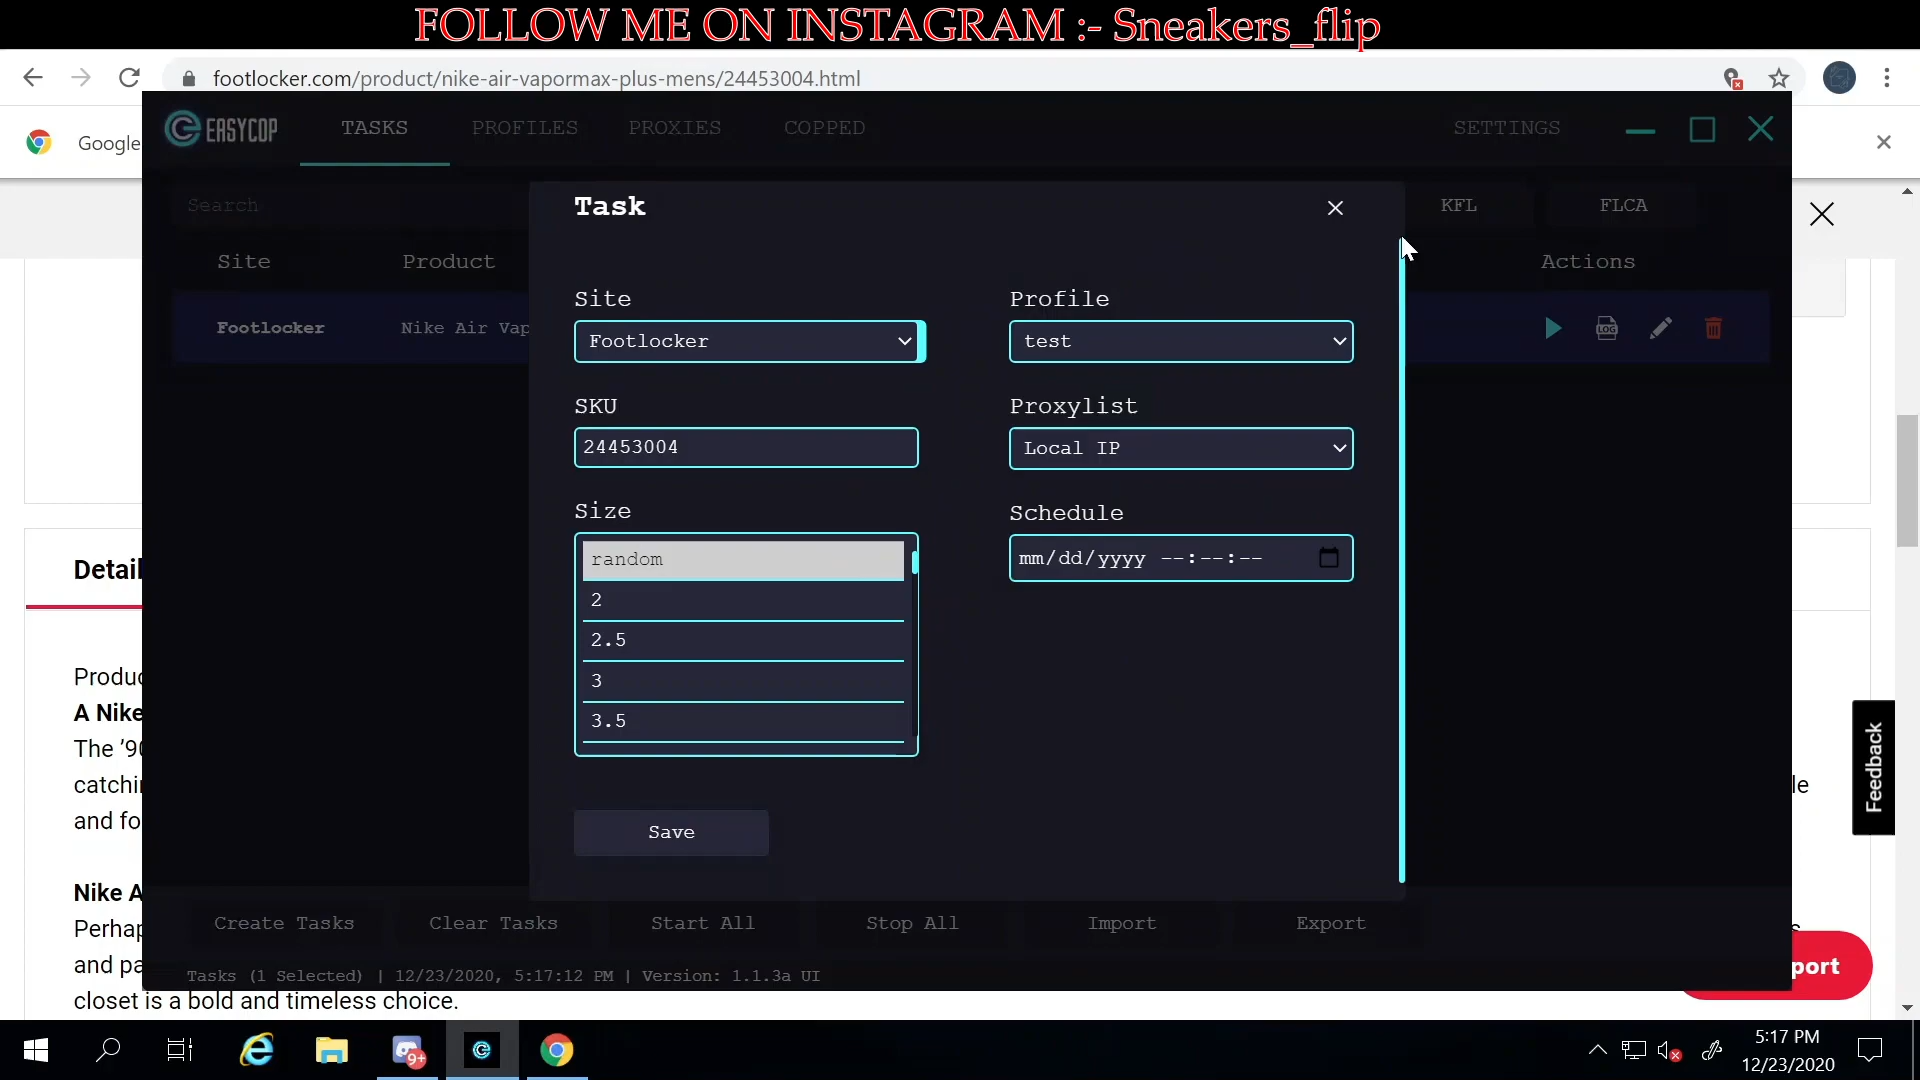 FOLLOW ME ON INSTAGRAM :- Sneakers_flip
footlocker.com/product/nike-air-vapormax-plus-mens/24453004.html
EASYCOP
TASKS
PROFILES
PROXIES
COPPED
SETTINGS
Google
Search
KFL
FLCA
Task
Site
Product
Actions
Footlocker
Nike Air Vap
Site
Profile
Footlocker
test
SKU
Proxylist
24453004
Local IP
Size
Schedule
random
mm/dd/yyyy --:--:--
2
2.5
3
3.5
Save
Detail
Produc
A Nike
The ’90
catchi
le
and fo
Feedback
Nike A
Perhap
and pa
port
closet is a bold and timeless choice.
Create Tasks
Clear Tasks
Start All
Stop All
Import
Export
Tasks (1 Selected) | 12/23/2020, 5:17:12 PM | Version: 1.1.3a UI
LOG
9+
5:17 PM
12/23/2020